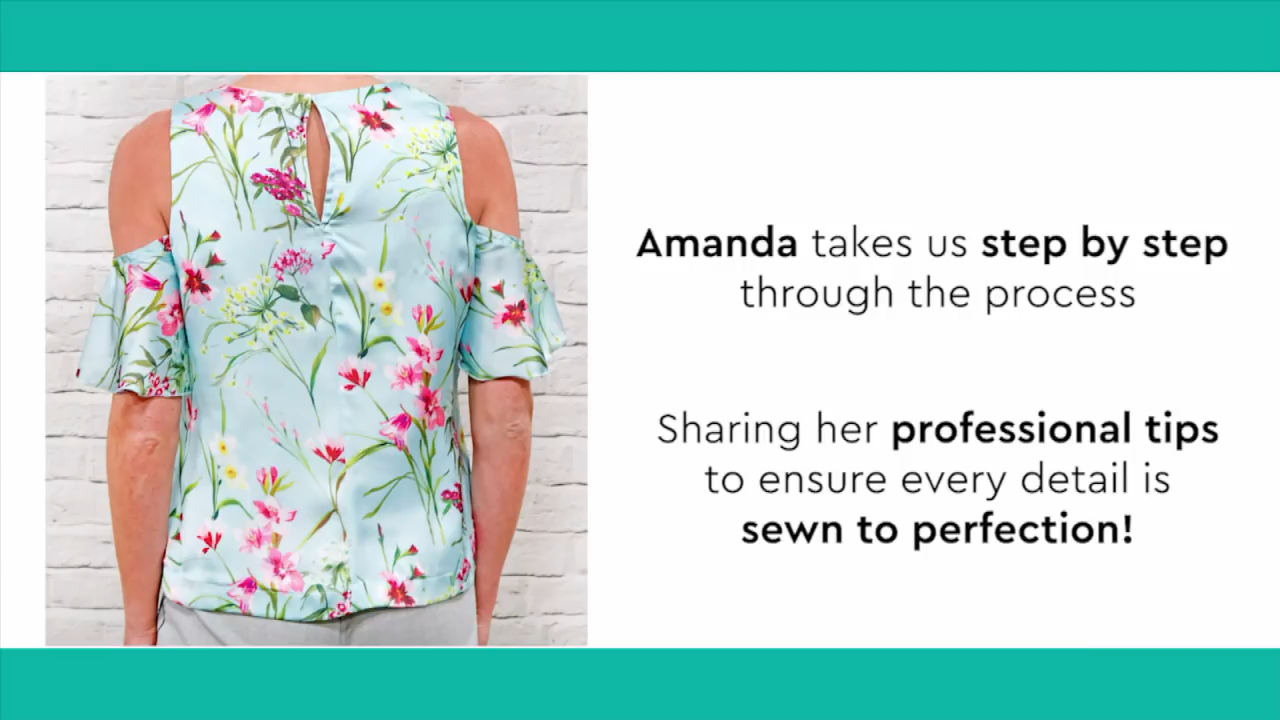 Amanda takes us step by step
through the process
Sharing her professional tips
to ensure every detail is
sewn to perfection!